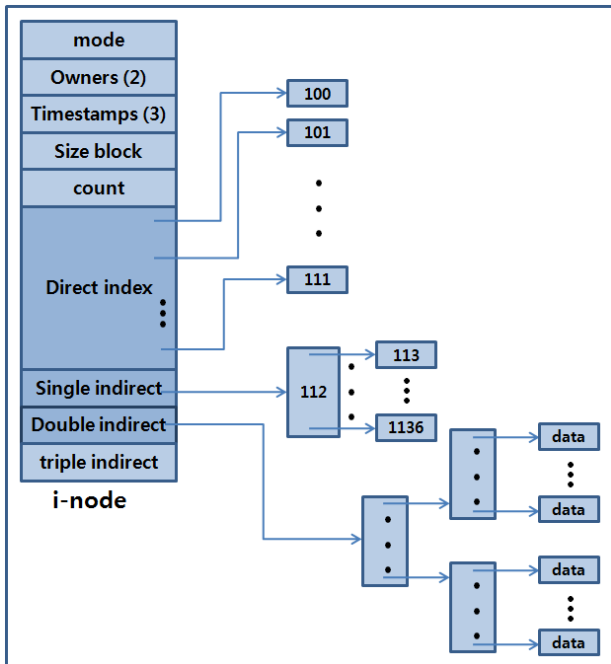 mode
Owners (2)
Timestamps (3)
Size block
count
Direct index
Single indirect
Double indirect
triple indirect
i-node
100
101
111
112
113
1136
data
data
data
data